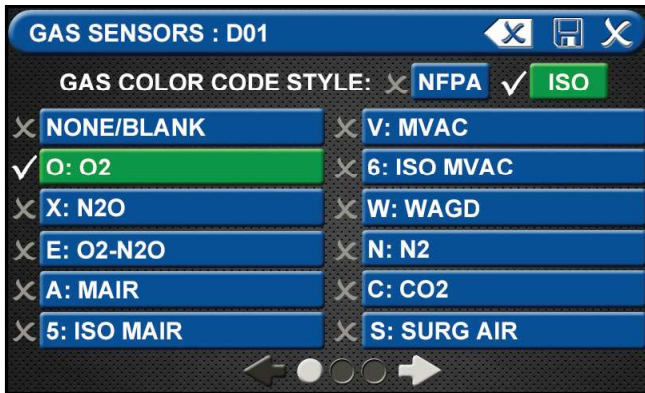 GAS SENSORS : D01
GAS COLOR CODE STYLE: NFPA ISO
NONE/BLANK V: MVAC
O: O2 6: ISO MVAC
X: N2O W: WAGD
E: O2-N2O N: N2
A: MAIR C: CO2
5: ISO MAIR S: SURG AIR